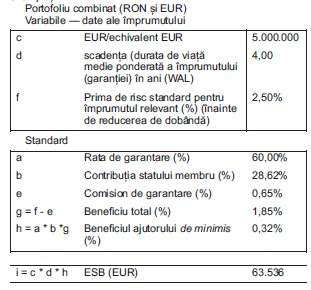 Portofoliu combinat (RON și EUR)
Variabile — date ale împrumutului
c EUR/echivalent EUR 5.000.000
d scadența (durata de viață 4,00
medie ponderată a împrumutului
(garanției) în ani (WAL)
f Prima de risc standard pentru 2,50%
împrumutul relevant (%) (înainte
de reducerea de dobândă)
Standard
a Rata de garantare (%) 60,00%
b Contribuția statului membru (%) 28,62%
e Comision de garantare (%) 0,65%
g = f - e Beneficiu total (%) 1,85%
h = a * b *g Beneficiul ajutorului de minimis 0,32%
(%)
i = c * d * h ESB (EUR) 63.536